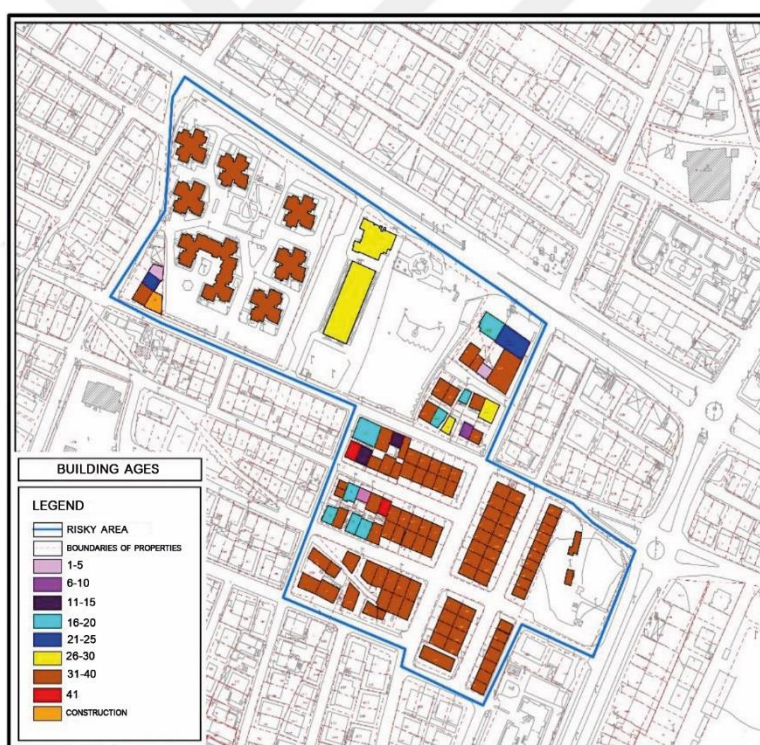 BUILDING AGES
LEGEND
RISKY AREA
BOUNDARIES OF PROPERTIES
1-5
6-10
11-15
16-20
21-25
26-30
31-40
41
CONSTRUCTION